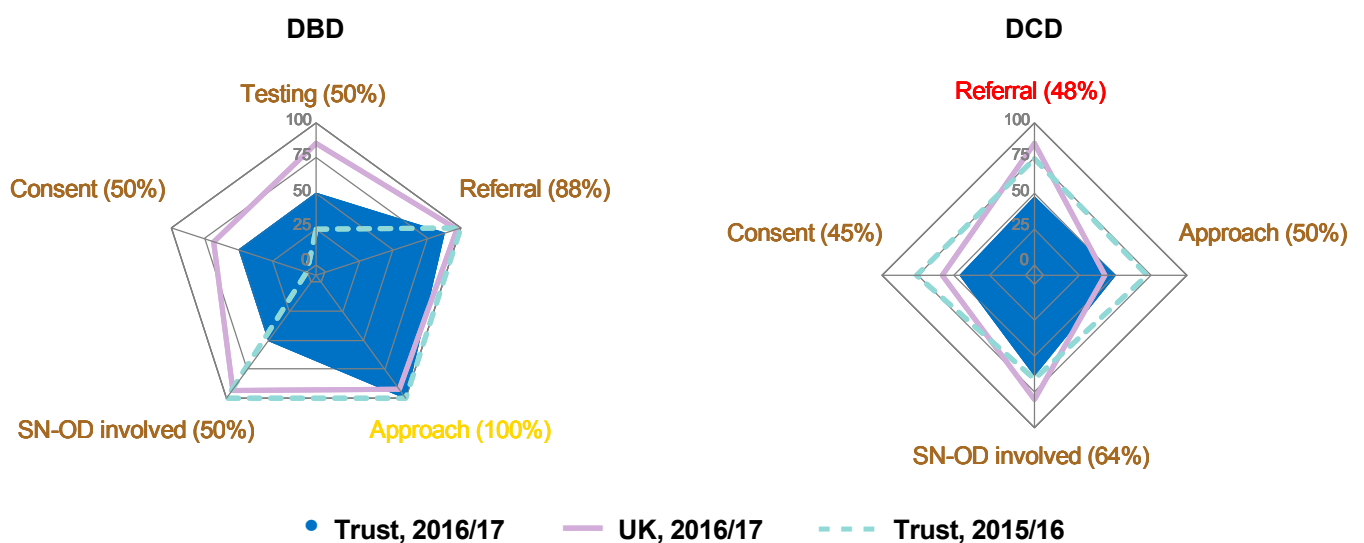 DBD
Testing (50%)
100
75
50
25
0
Consent (50%)
Referral (88%)
SN-OD involved (50%)
Approach (100%)
DCD
Referral (48%)
100
75
50
25
0
Consent (45%)
Approach (50%)
SN-OD involved (64%)
Trust, 2016/17
UK, 2016/17
Trust, 2015/16